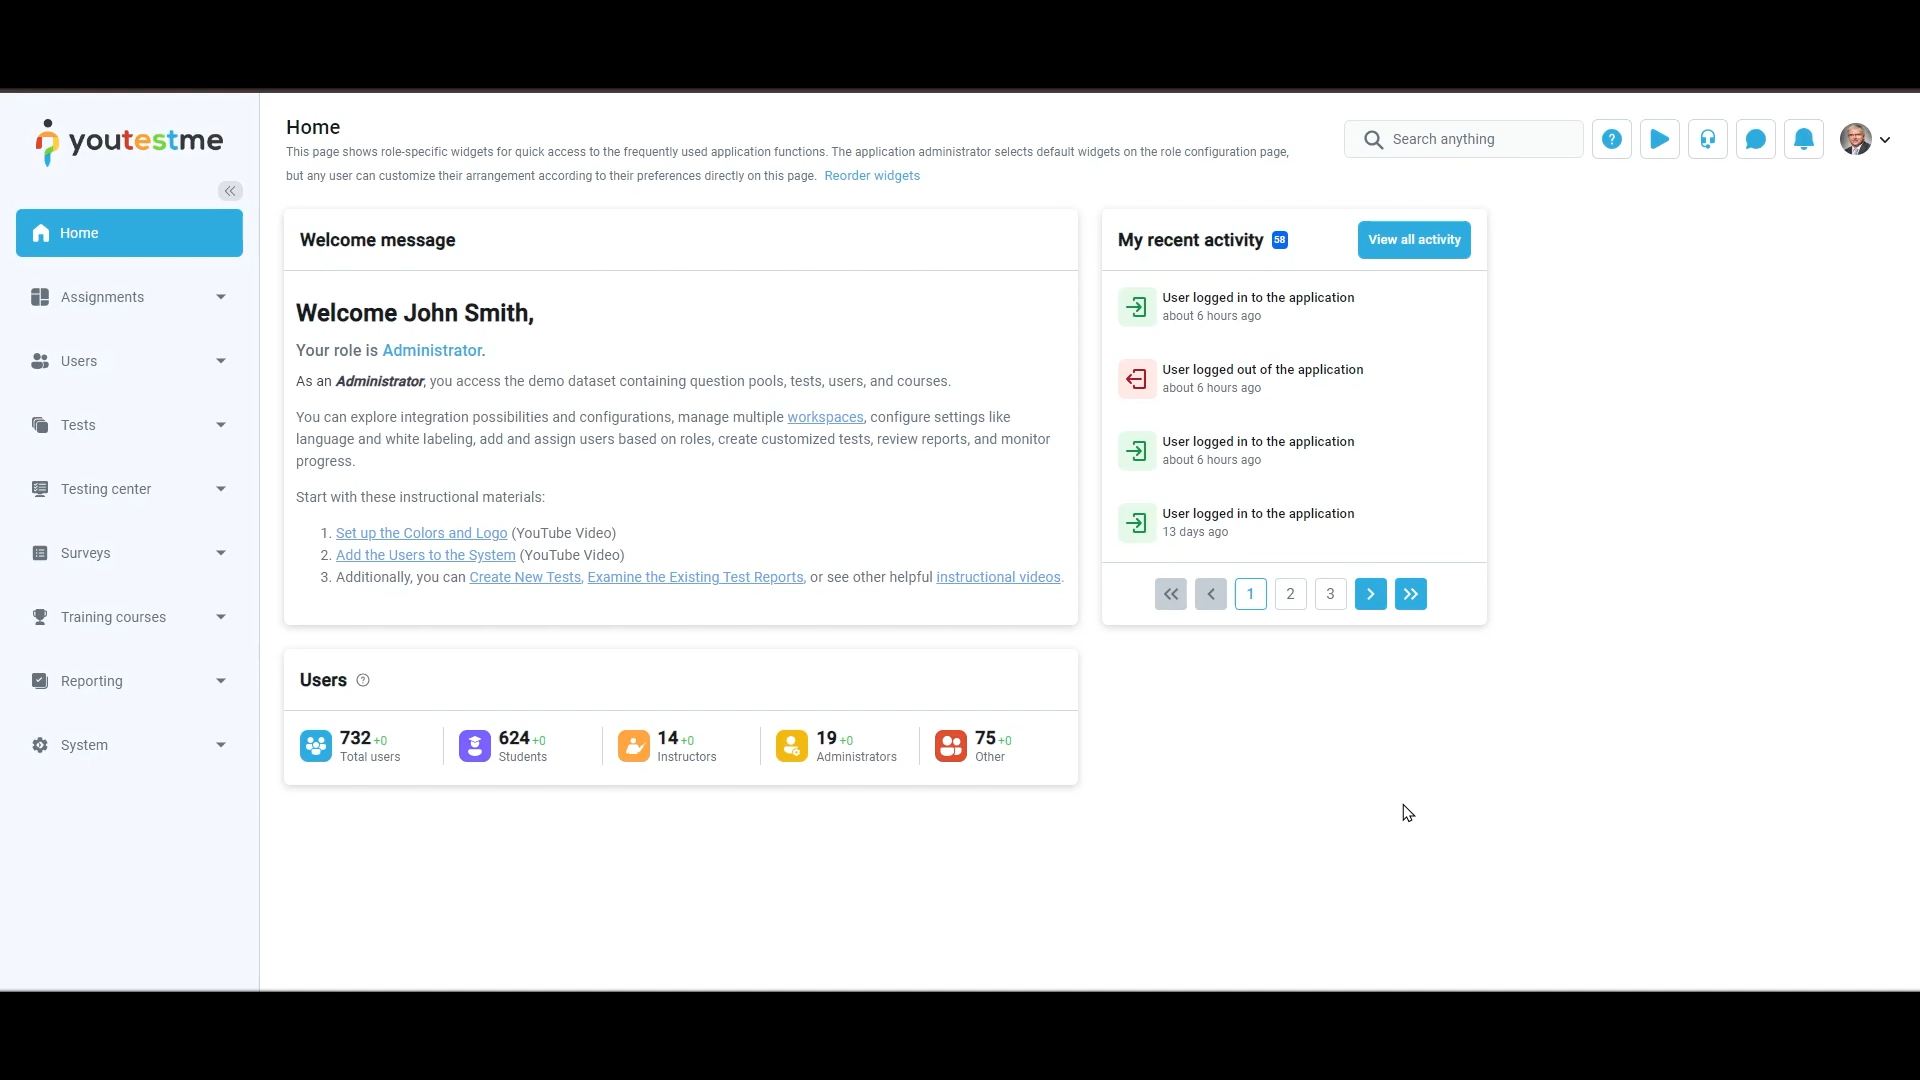 youtestme
Home
Assignments
Users
Tests
Testing center
Surveys
Training courses
Reporting
System
Home
This page shows role-specific widgets for quick access to the frequently used application functions. The application administrator selects default widgets on the role configuration page,
but any user can customize their arrangement according to their preferences directly on this page. Reorder widgets
Search anything
?
Welcome message
Welcome John Smith,
Your role is Administrator.
As an Administrator, you access the demo dataset containing question pools, tests, users, and courses.
You can explore integration possibilities and configurations, manage multiple workspaces, configure settings like
language and white labeling, add and assign users based on roles, create customized tests, review reports, and monitor
progress.
Start with these instructional materials:
1. Set up the Colors and Logo (YouTube Video)
2. Add the Users to the System (YouTube Video)
3. Additionally, you can Create New Tests, Examine the Existing Test Reports, or see other helpful instructional videos.
My recent activity 58
View all activity
User logged in to the application
about 6 hours ago
User logged out of the application
about 6 hours ago
User logged in to the application
about 6 hours ago
User logged in to the application
13 days ago
1 2 3
Users ?
732 +0
Total users
624 +0
Students
14 +0
Instructors
19 +0
Administrators
75 +0
Other